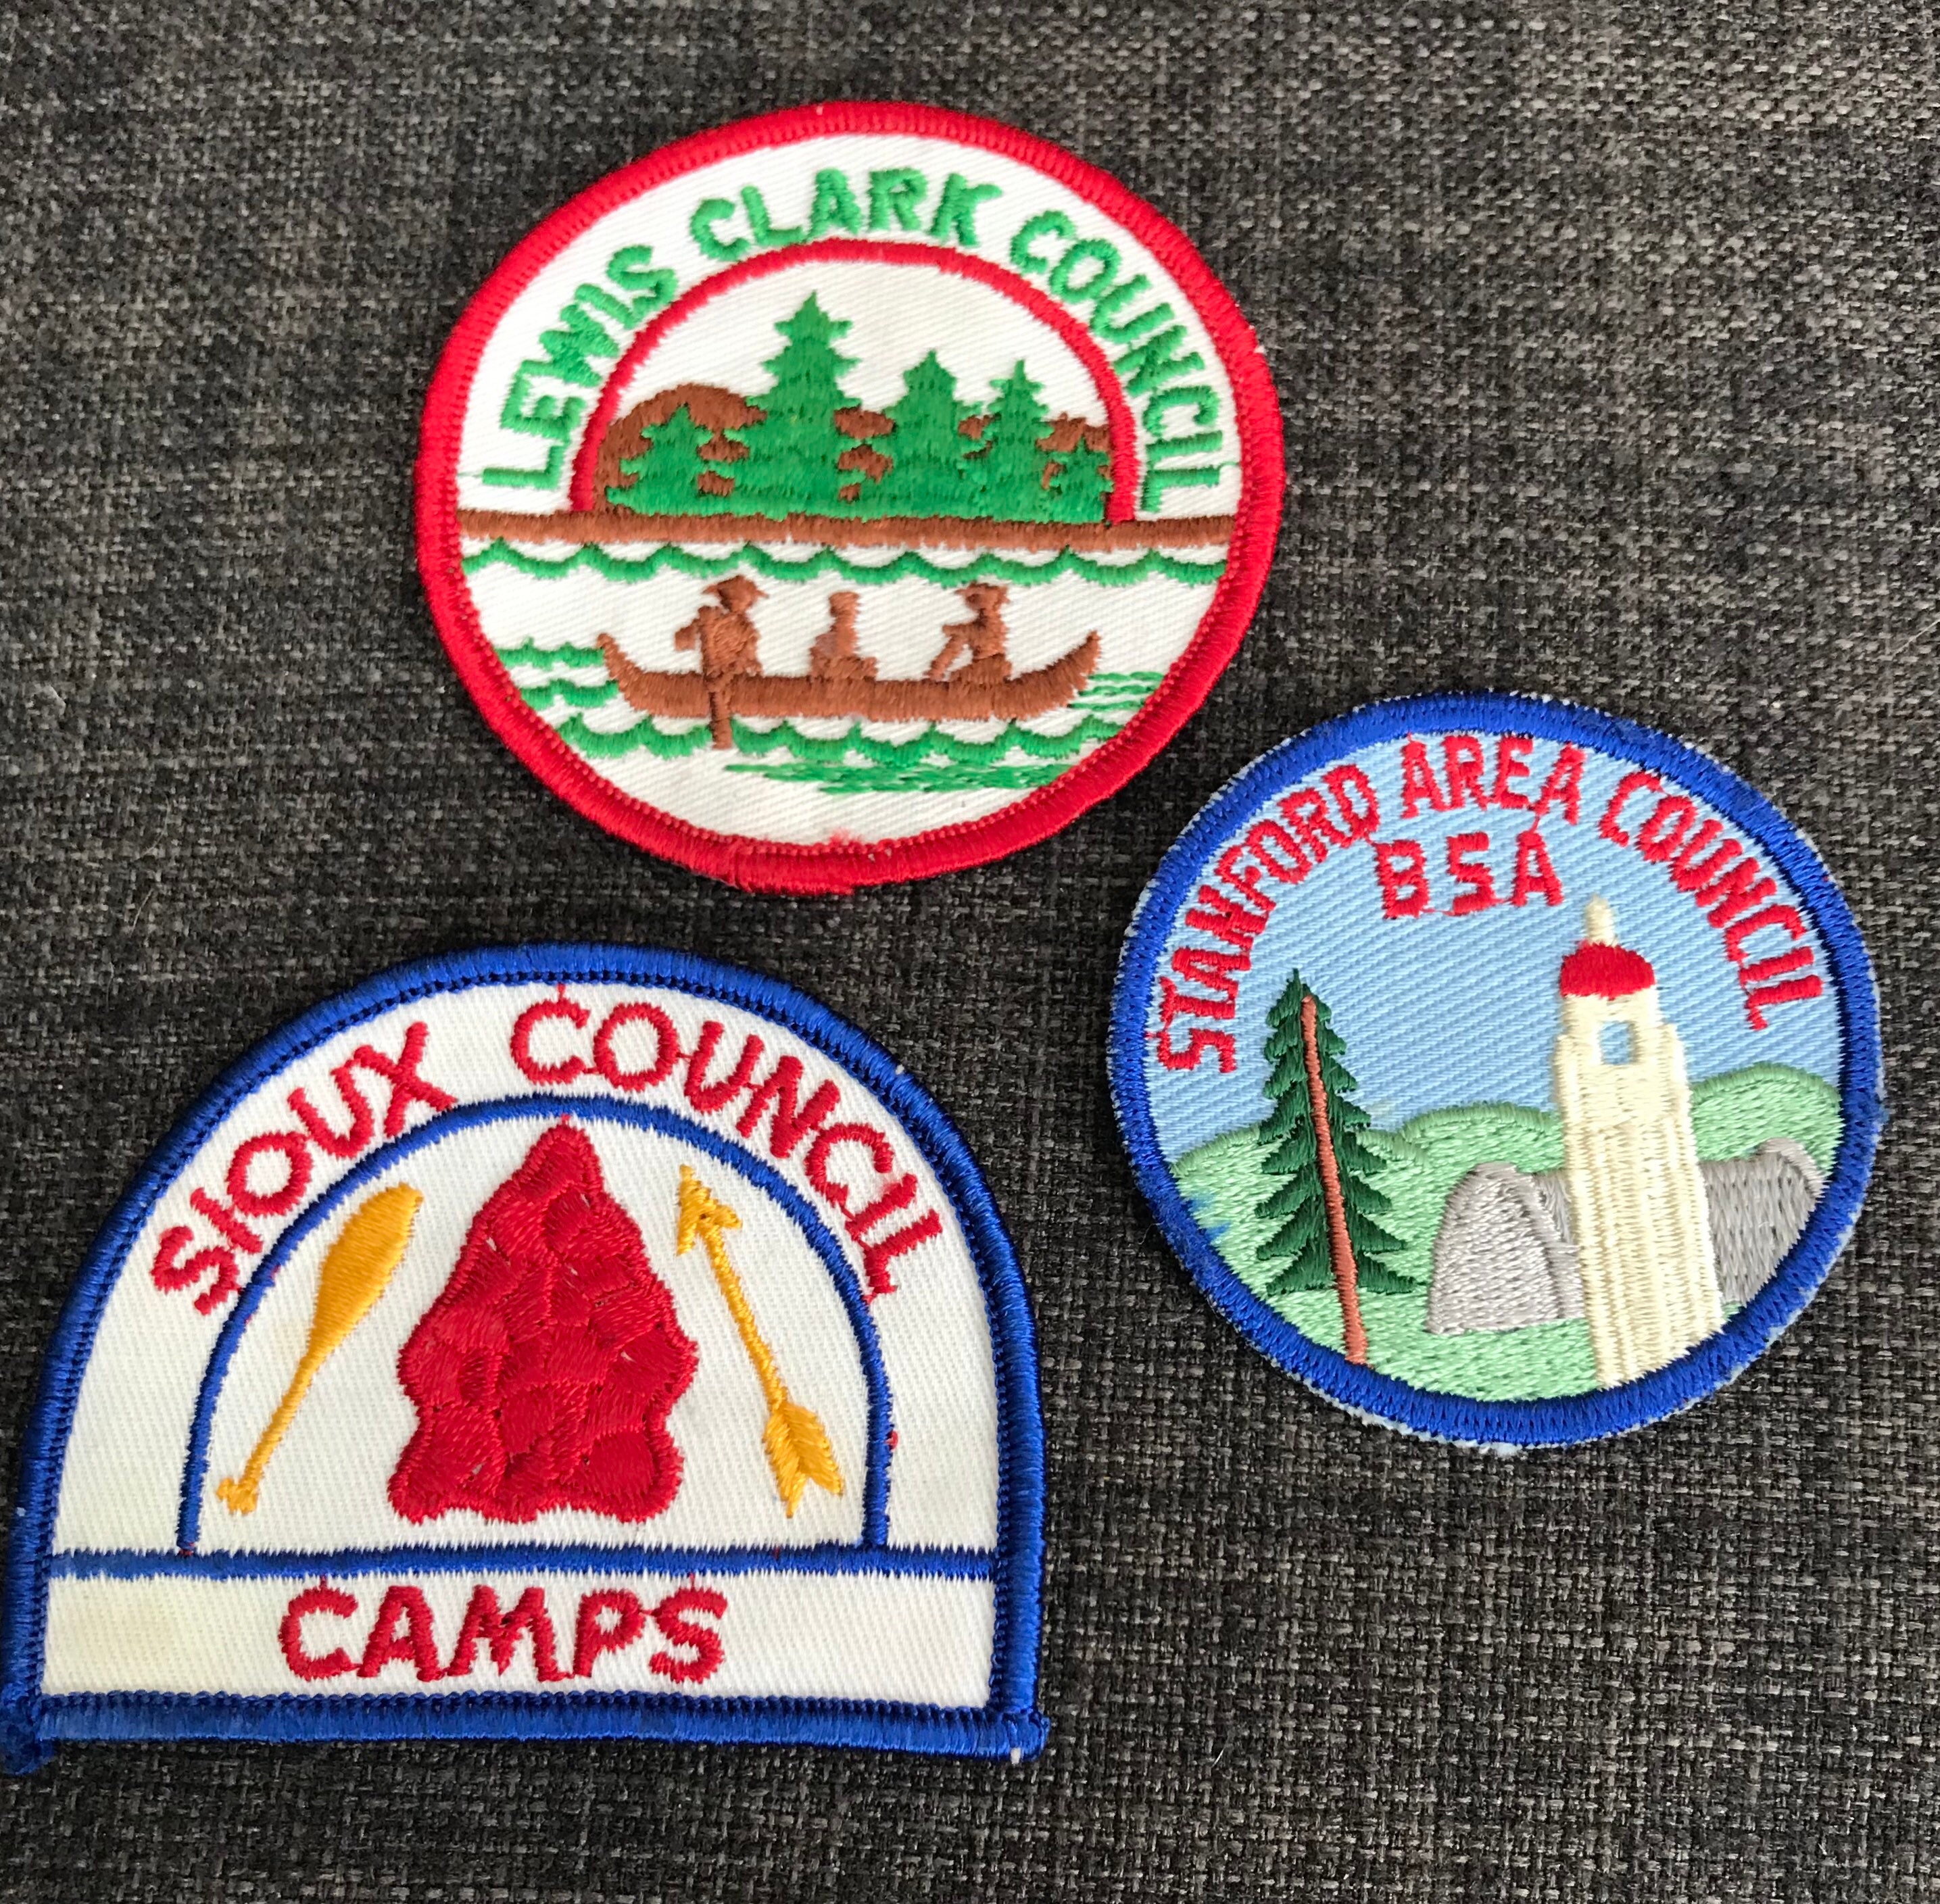 LEWIS CLARK COUNCIL
STANFORD AREA COUNCIL
BSA
SIOUX COUNCIL
CAMPS